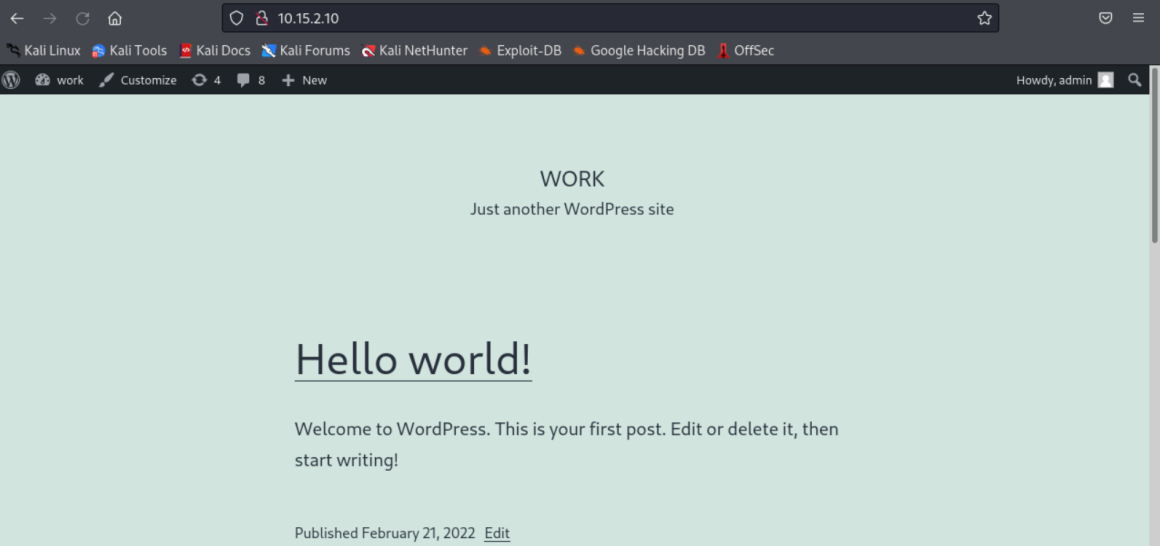 10.15.2.10
Kali Linux Kali Tools Kali Docs Kali Forums Kali NetHunter Exploit-DB Google Hacking DB OffSec
work Customize 4 8 New Howdy, admin
WORK
Just another WordPress site
Hello world!
Welcome to WordPress. This is your first post. Edit or delete it, then
start writing!
Published February 21, 2022 Edit